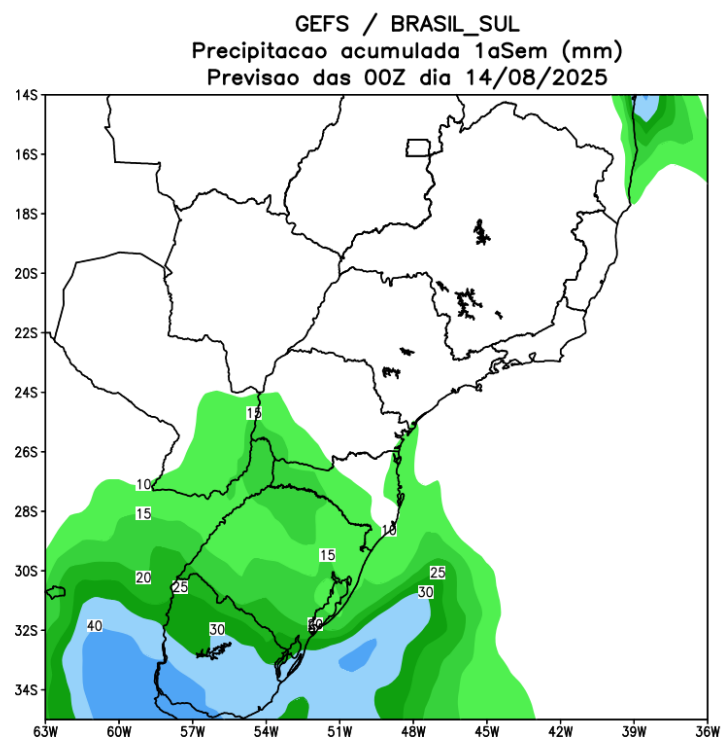 GEFS / BRASIL_SUL
Precipitacao acumulada 1aSem (mm)
Previsao das 00Z dia 14/08/2025
14S
16S
18S
20S
22S
24S
15
26S
10
28S
15
10
15
30S
20
25
25
30
32S
40
30
34S
63W 60W 57W 54W 51W 48W 45W 42W 39W 36W